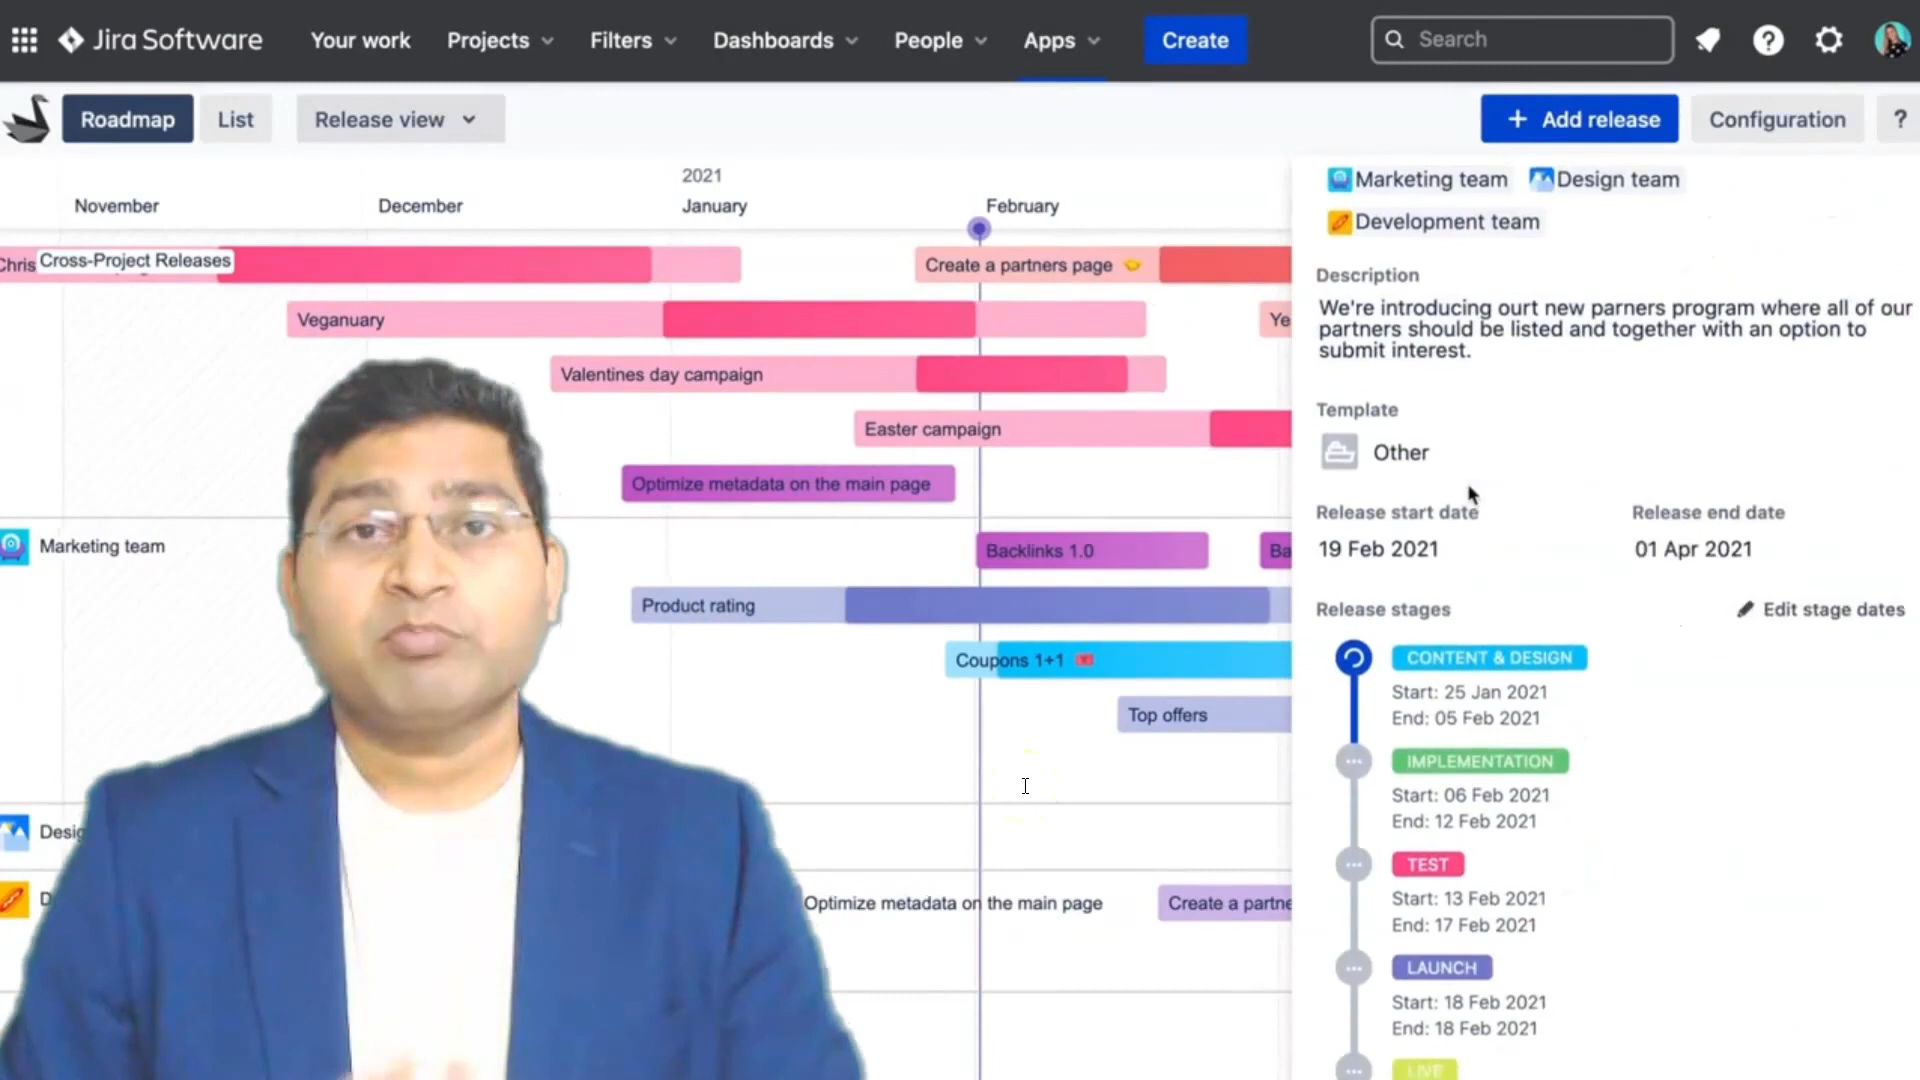 Jira Software
Your work
Projects
Filters
Dashboards
People
Apps
Create
Search
Roadmap
List
Release view
+ Add release
Configuration
?
2021
November
December
January
February
Chris
Cross-Project Releases
Create a partners page
Veganuary
Ye
Valentines day campaign
Easter campaign
Optimize metadata on the main page
Marketing team
Backlinks 1.0
Ba
Product rating
Coupons 1+1
Top offers
Desig
D
Optimize metadata on the main page
Create a partne
Marketing team
Design team
Development team
Description
We're introducing ourt new parners program where all of our
partners should be listed and together with an option to
submit interest.
Template
Other
Release start date
Release end date
19 Feb 2021
01 Apr 2021
Release stages
Edit stage dates
CONTENT & DESIGN
Start: 25 Jan 2021
End: 05 Feb 2021
IMPLEMENTATION
Start: 06 Feb 2021
End: 12 Feb 2021
TEST
Start: 13 Feb 2021
End: 17 Feb 2021
LAUNCH
Start: 18 Feb 2021
End: 18 Feb 2021
LIVE